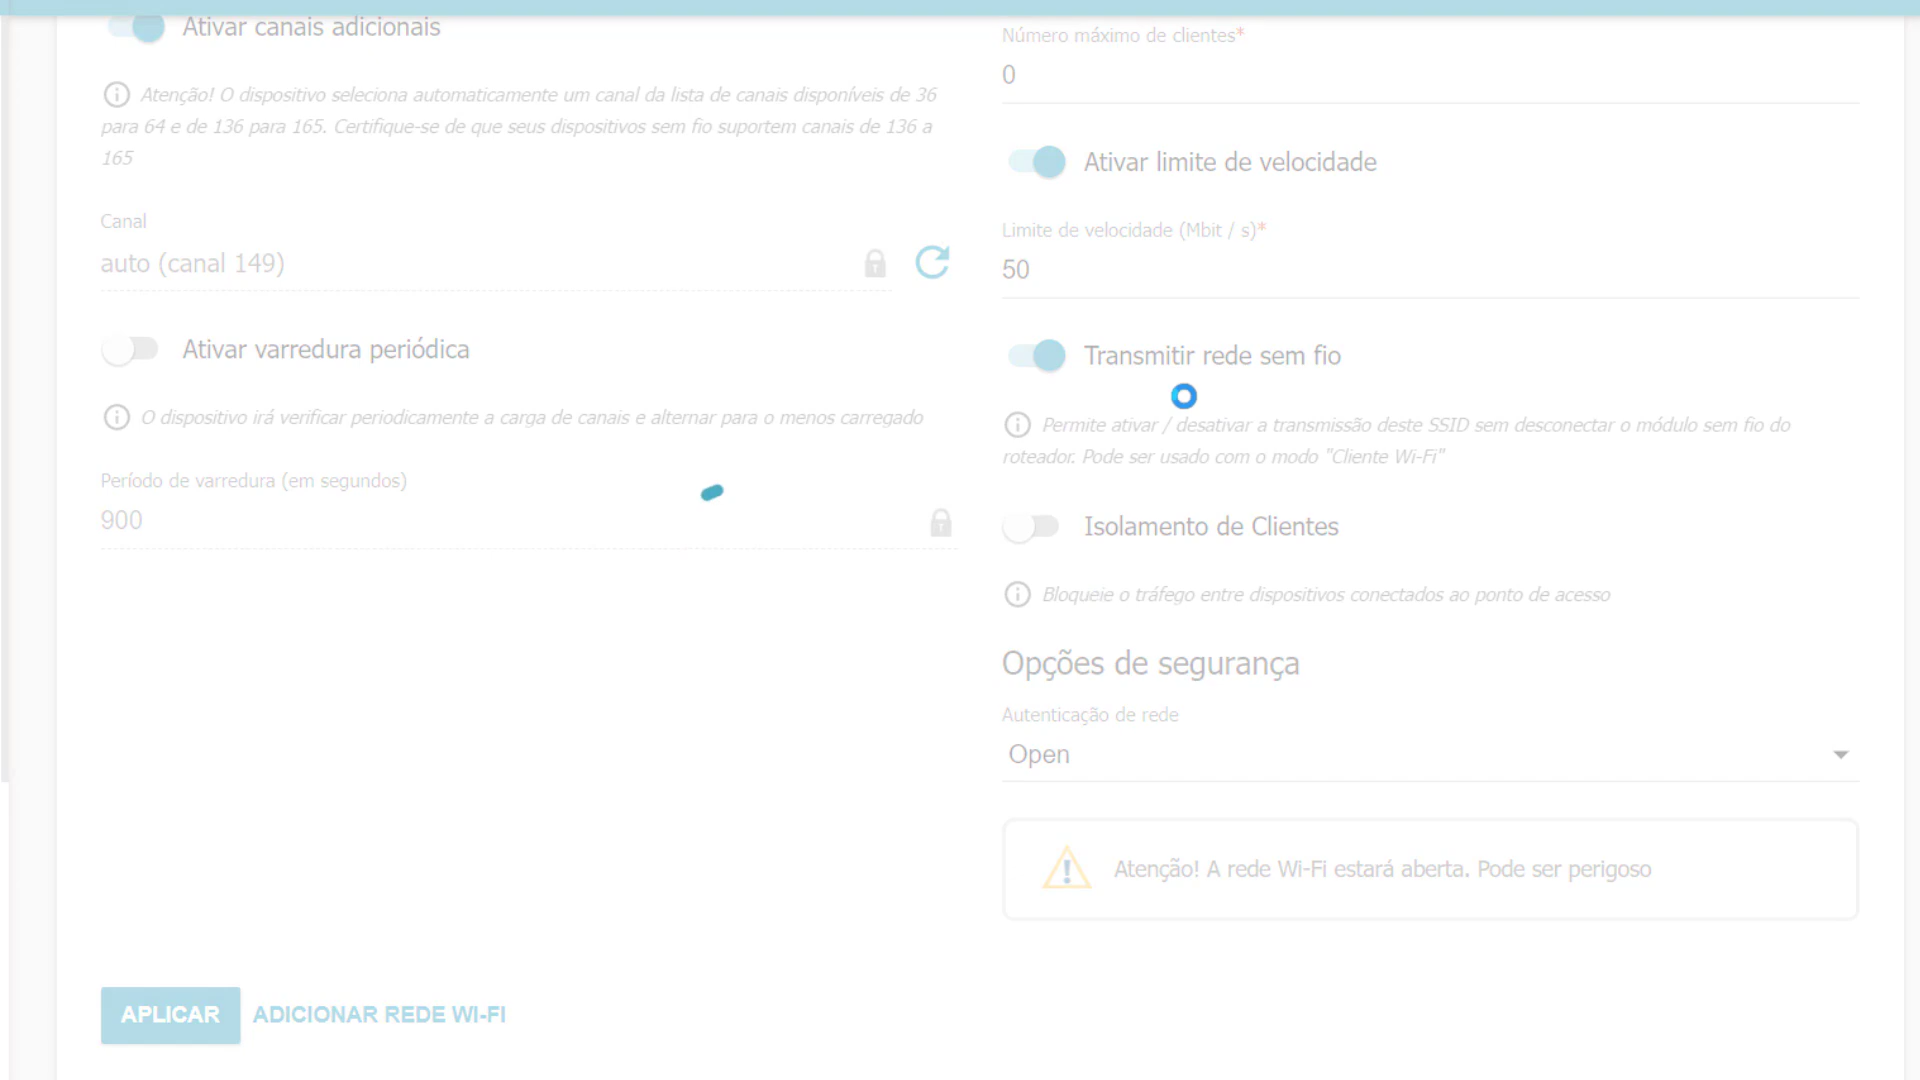 Ativar canais adicionais
Atenção! O dispositivo seleciona automaticamente um canal da lista de canais disponíveis de 36
para 64 e de 136 para 165. Certifique-se de que seus dispositivos sem fio suportem canais de 136 a
165
Canal
auto (canal 149)
Ativar varredura periódica
O dispositivo irá verificar periodicamente a carga de canais e alternar para o menos carregado
Período de varredura (em segundos)
900
Número máximo de clientes*
0
Ativar limite de velocidade
Limite de velocidade (Mbit / s)*
50
Transmitir rede sem fio
Permite ativar / desativar a transmissão deste SSID sem desconectar o módulo sem fio do
roteador. Pode ser usado com o modo "Cliente Wi-Fi"
Isolamento de Clientes
Bloqueie o tráfego entre dispositivos conectados ao ponto de acesso
Opções de segurança
Autenticação de rede
Open
Atenção! A rede Wi-Fi estará aberta. Pode ser perigoso
APLICAR
ADICIONAR REDE WI-FI